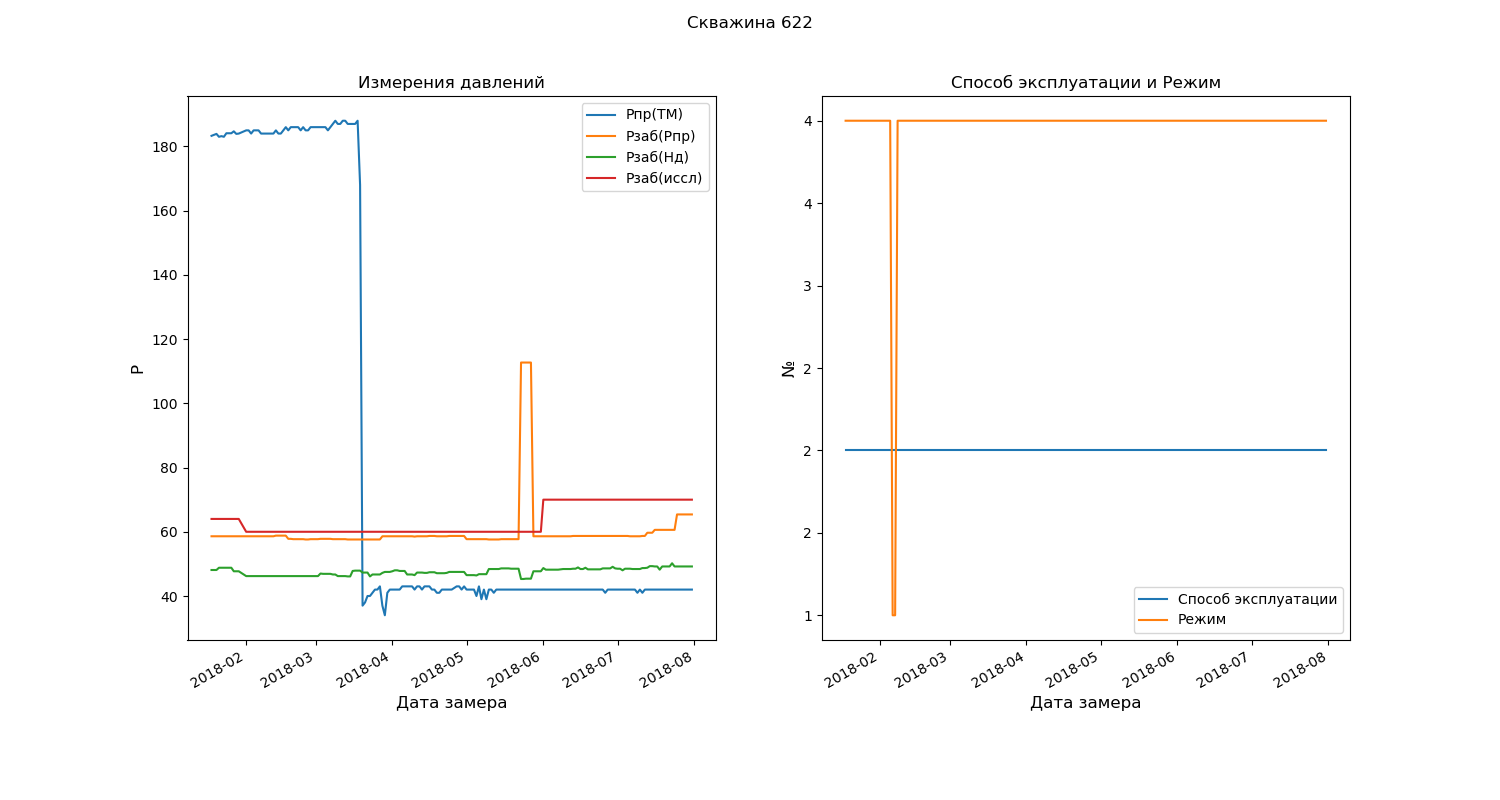 Скважина 622
Измерения давлений
Рпр(ТМ)
Рзаб(Рпр)
Рзаб(Нд)
Рзаб(иссл)
180
160
140
120
100
80
60
40
Р
2018-02
2018-03
2018-04
2018-05
2018-06
2018-07
2018-08
Дата замера
Способ эксплуатации и Режим
4
4
3
2
2
2
1
№
Способ эксплуатации
Режим
2018-02
2018-03
2018-04
2018-05
2018-06
2018-07
2018-08
Дата замера